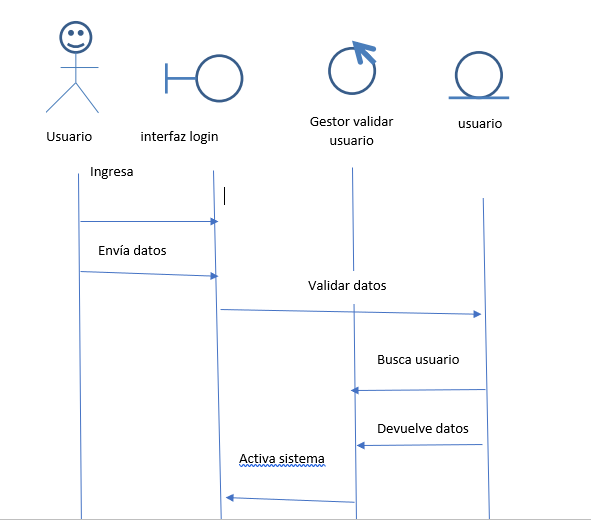 Usuario
interfaz login
Gestor validar
usuario
usuario
Ingresa
Envía datos
Validar datos
Busca usuario
Devuelve datos
Activa sistema